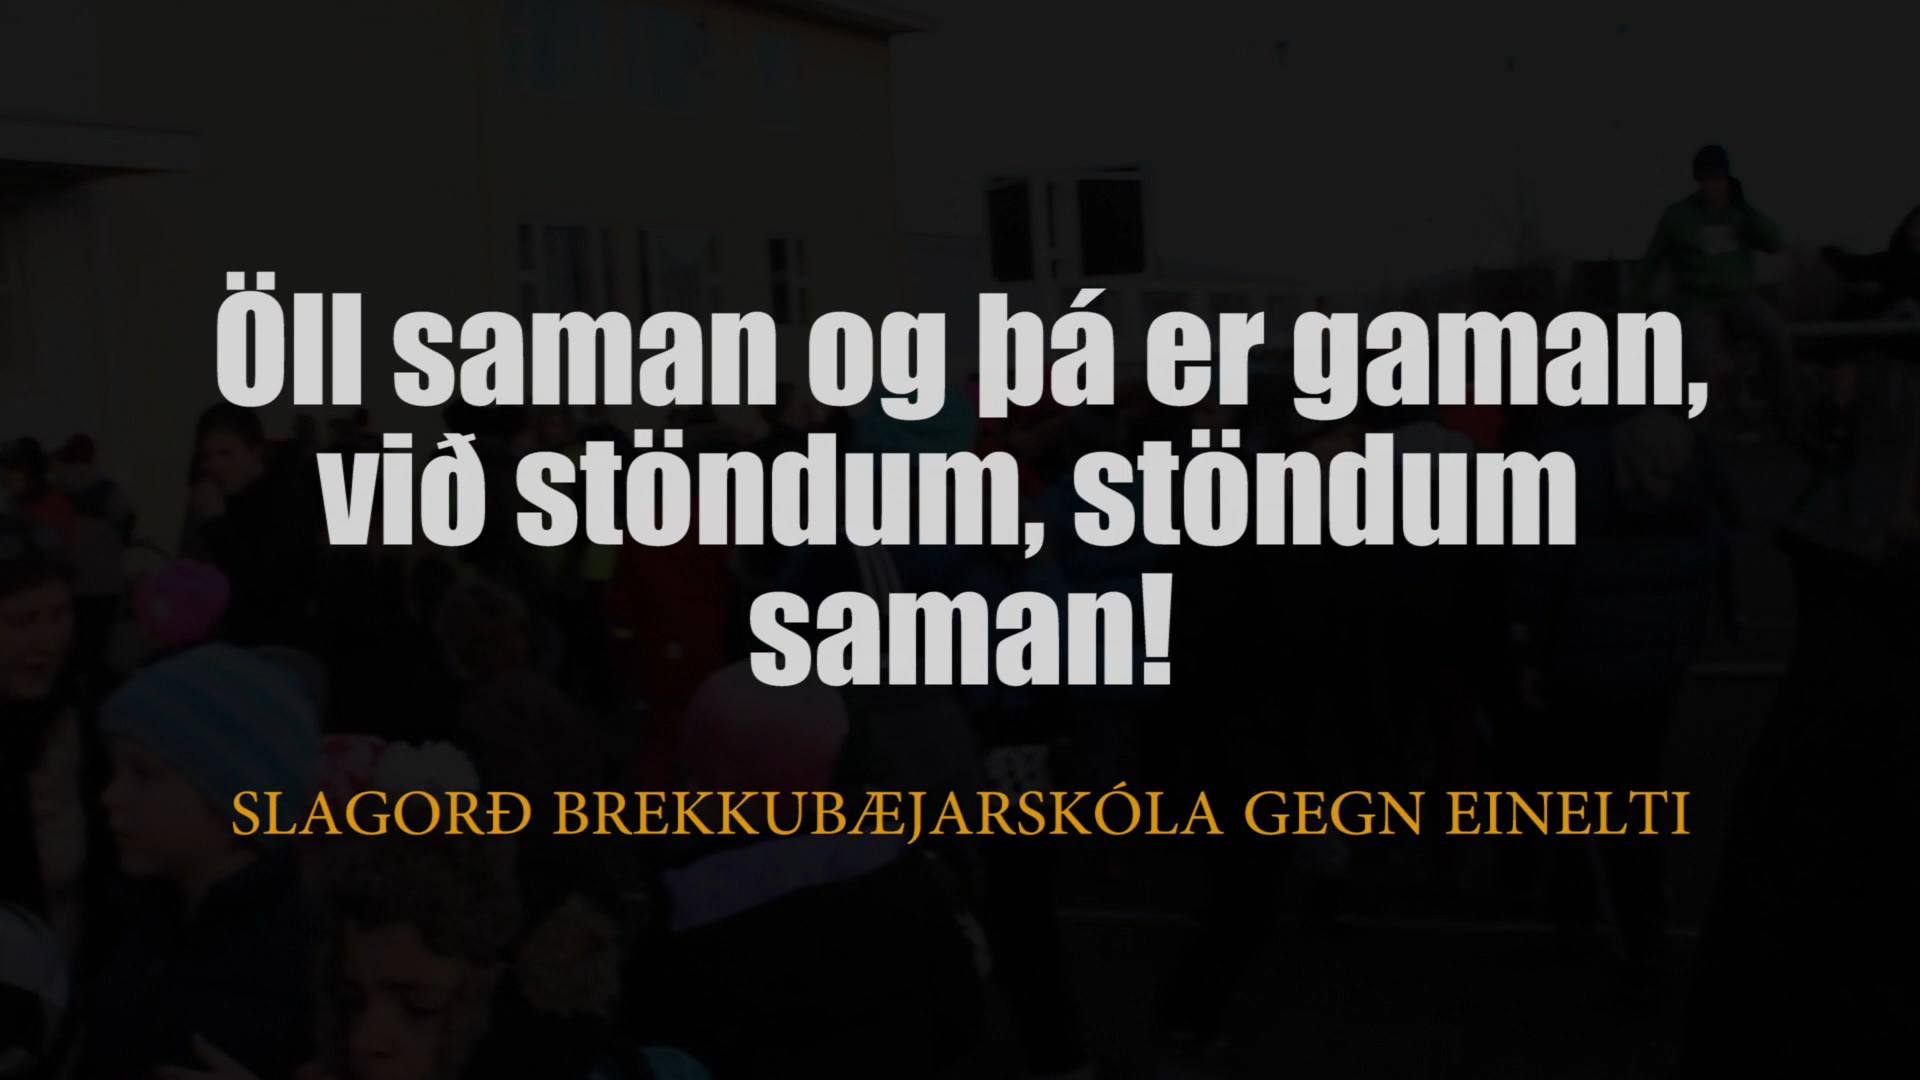 Öll saman og þá er gaman,
við stöndum, stöndum
saman!
SLAGORÐ BREKKUBÆJARSKÓLA GEGN EINELTI